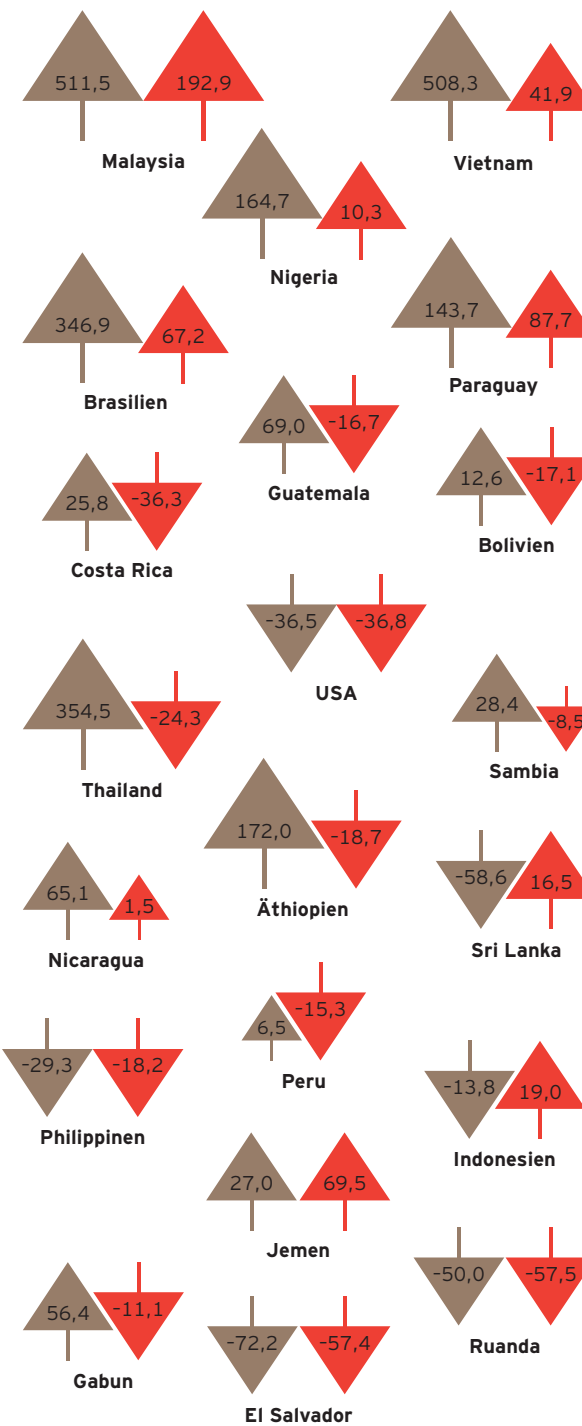 511,5 192,9
Malaysia
508,3 41,9
Vietnam
164,7 10,3
Nigeria
346,9 67,2
Brasilien
143,7 87,7
Paraguay
69,0 -16,7
Guatemala
25,8 -36,3
Costa Rica
12,6 -17,1
Bolivien
-36,5 -36,8
USA
354,5 -24,3
Thailand
28,4 -8,5
Sambia
172,0 -18,7
Äthiopien
65,1 1,5
Nicaragua
-58,6 16,5
Sri Lanka
6,5 -15,3
Peru
-29,3 -18,2
Philippinen
-13,8 19,0
Indonesien
27,0 69,5
Jemen
56,4 -11,1
Gabun
-72,2 -57,4
El Salvador
-50,0 -57,5
Ruanda